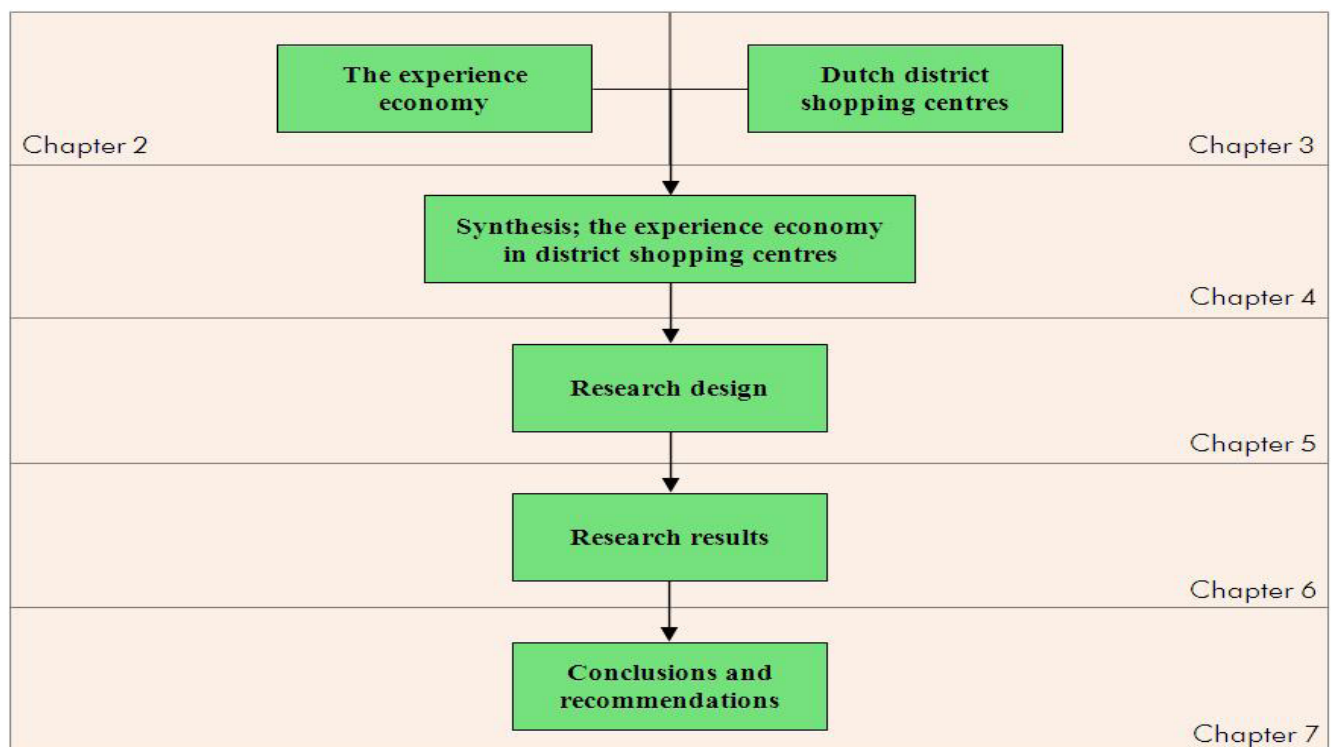 The experience
economy
Dutch district
shopping centres
Chapter 2
Chapter 3
Synthesis; the experience economy
in district shopping centres
Chapter 4
Research design
Chapter 5
Research results
Chapter 6
Conclusions and
recommendations
Chapter 7